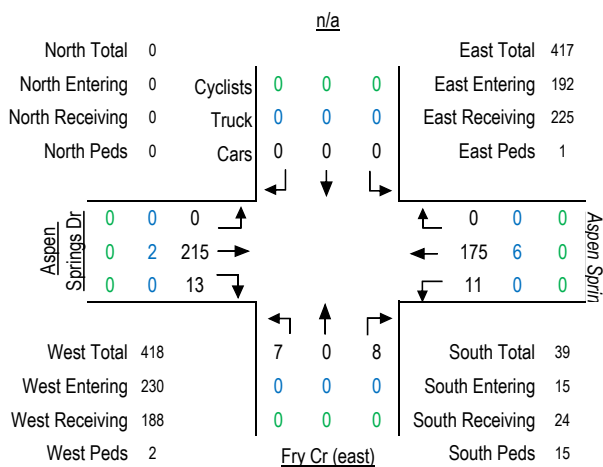 n/a
North Total 0
East Total 417
North Entering 0
Cyclists 0 0 0
East Entering 192
North Receiving 0
Truck 0 0 0
East Receiving 225
North Peds 0
Cars 0 0 0
East Peds 1
Aspen
Springs Dr
0 0 0
0 2 215
0 0 13
0 0 0
175 6 0
11 0 0
Aspen Sprin
West Total 418
7 0 8
South Total 39
West Entering 230
0 0 0
South Entering 15
West Receiving 188
0 0 0
South Receiving 24
West Peds 2
Fry Cr (east)
South Peds 15